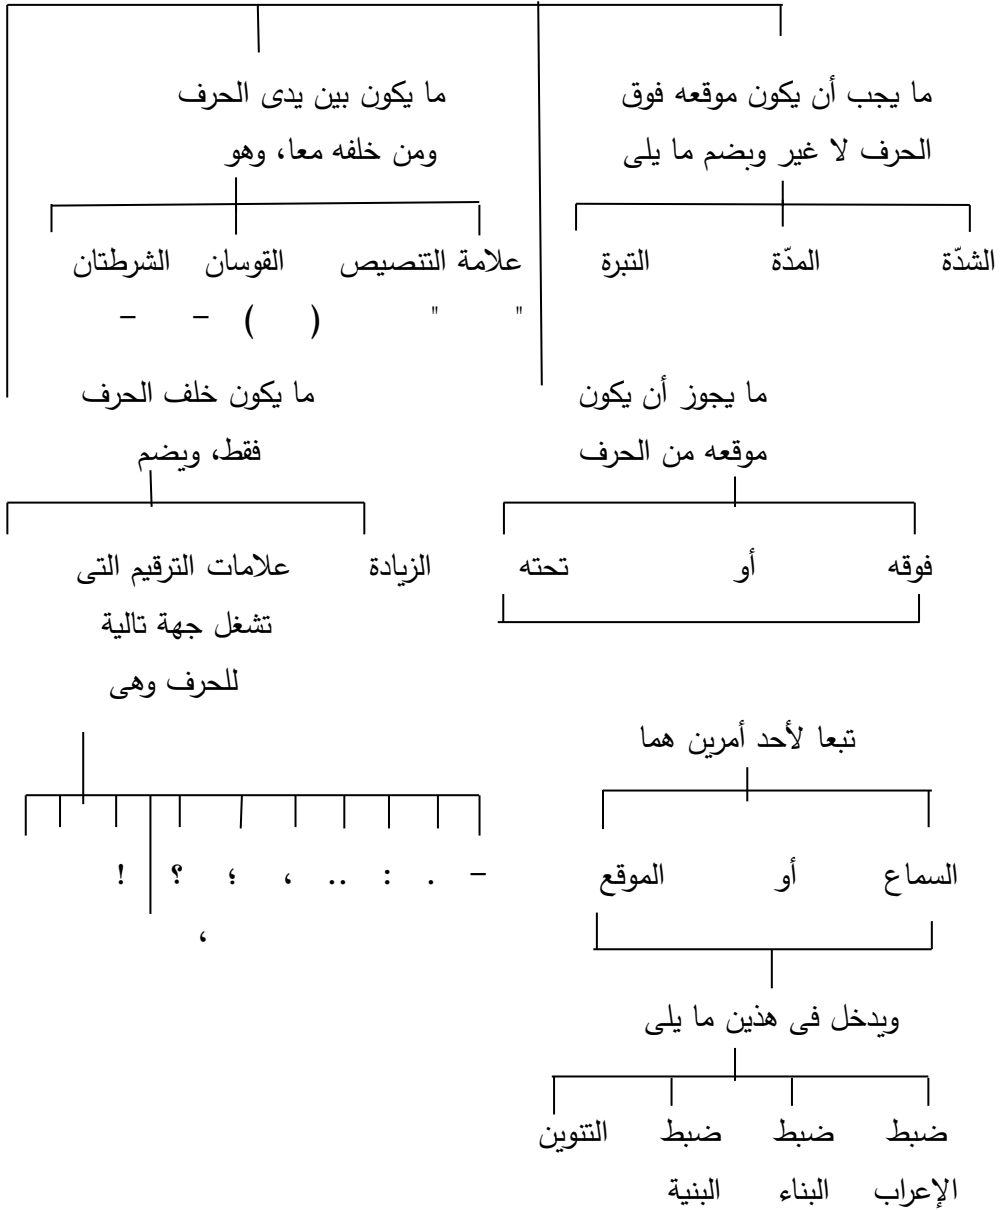 ما يجب أن يكون موقعه فوق
الحرف لا غير ويضم ما يلى
الشدّة المدّة التبرة
ما يكون بين يدى الحرف
ومن خلفه معا، وهو
علامة التنصيص القوسان الشرطتان
" " ( ) – –
ما يجوز أن يكون
موقعه من الحرف
فوقه أو تحته
تبعا لأحد أمرين هما
السماع أو الموقع
ويدخل فى هذين ما يلى
ضبط ضبط ضبط التنوين
الإعراب البناء البنية
ما يكون خلف الحرف
فقط، ويضم
الزيادة علامات الترقيم التى
تشغل جهة تالية
للحرف وهى
– . : .. ، ؛ ؟ !
،